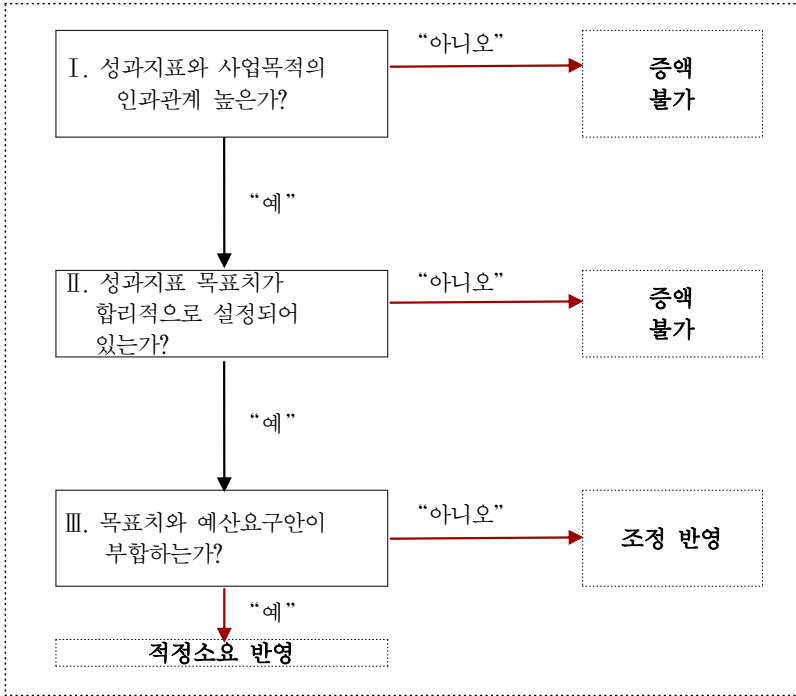 Ⅰ. 성과지표와 사업목적의
인과관계 높은가?
“아니오”
증액
불가
“예”
Ⅱ. 성과지표 목표치가
합리적으로 설정되어
있는가?
“아니오”
증액
불가
“예”
Ⅲ. 목표치와 예산요구안이
부합하는가?
“아니오”
조정 반영
“예”
적정소요 반영